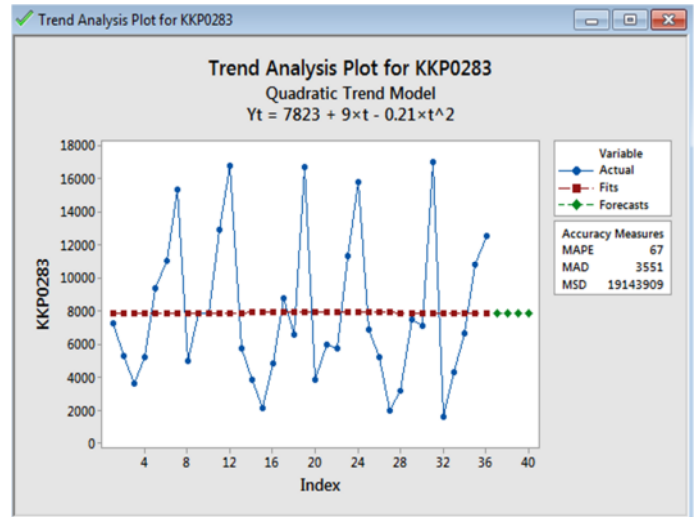 Trend Analysis Plot for KKP0283
Trend Analysis Plot for KKP0283
Quadratic Trend Model
Yt = 7823 + 9×t - 0.21×t^2
KKP0283
18000
16000
14000
12000
10000
8000
6000
4000
2000
0
4 8 12 16 20 24 28 32 36 40
Index
Variable
Actual
Fits
Forecasts
Accuracy Measures
MAPE 67
MAD 3551
MSD 19143909